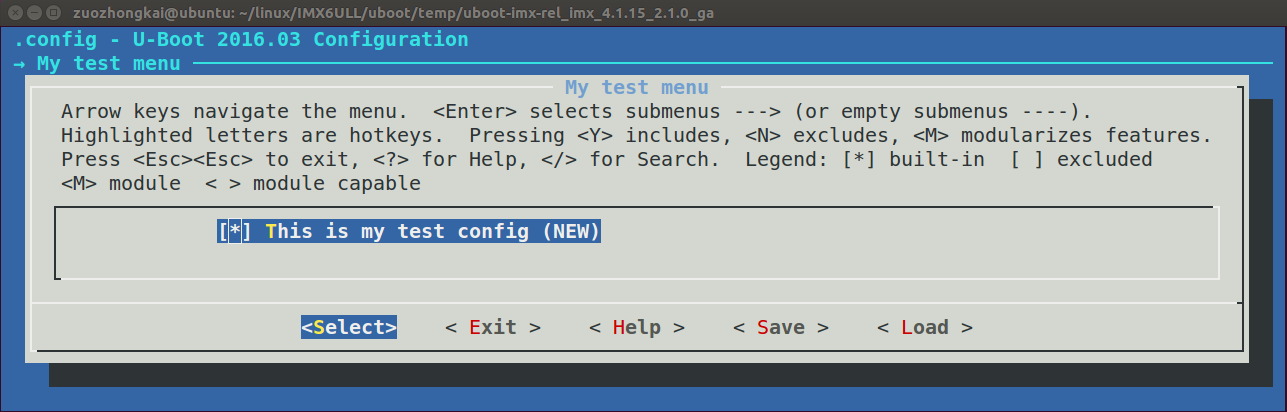 zuozhongkai@ubuntu: ~/linux/IMX6ULL/uboot/temp/uboot-imx-rel_imx_4.1.15_2.1.0_ga
.config - U-Boot 2016.03 Configuration
→ My test menu
My test menu
Arrow keys navigate the menu.  <Enter> selects submenus ---> (or empty submenus ----).
Highlighted letters are hotkeys.  Pressing <Y> includes, <N> excludes, <M> modularizes features.
Press <Esc><Esc> to exit, <?> for Help, </> for Search.  Legend: [*] built-in  [ ] excluded
<M> module  < > module capable
[*] This is my test config (NEW)
<Select>    < Exit >    < Help >    < Save >    < Load >